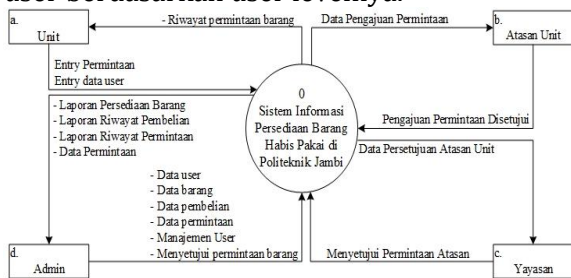 user berdasarkan user levelnya.
a.
Unit
- Riwayat permintaan barang
Data Pengajuan Permintaan
b.
Atasan Unit
Entry Permintaan
Entry data user
0
Sistem Informasi
Persediaan Barang
Habis Pakai di
Politeknik Jambi
Pengajuan Permintaan Disetujui
Data Persetujuan Atasan Unit
- Laporan Persediaan Barang
- Laporan Riwayat Pembelian
- Laporan Riwayat Permintaan
- Data Permintaan
- Data user
- Data barang
- Data pembelian
- Data permintaan
- Manajemen User
- Menyetujui permintaan barang
d.
Admin
Menyetujui Permintaan Atasan
c.
Yayasan